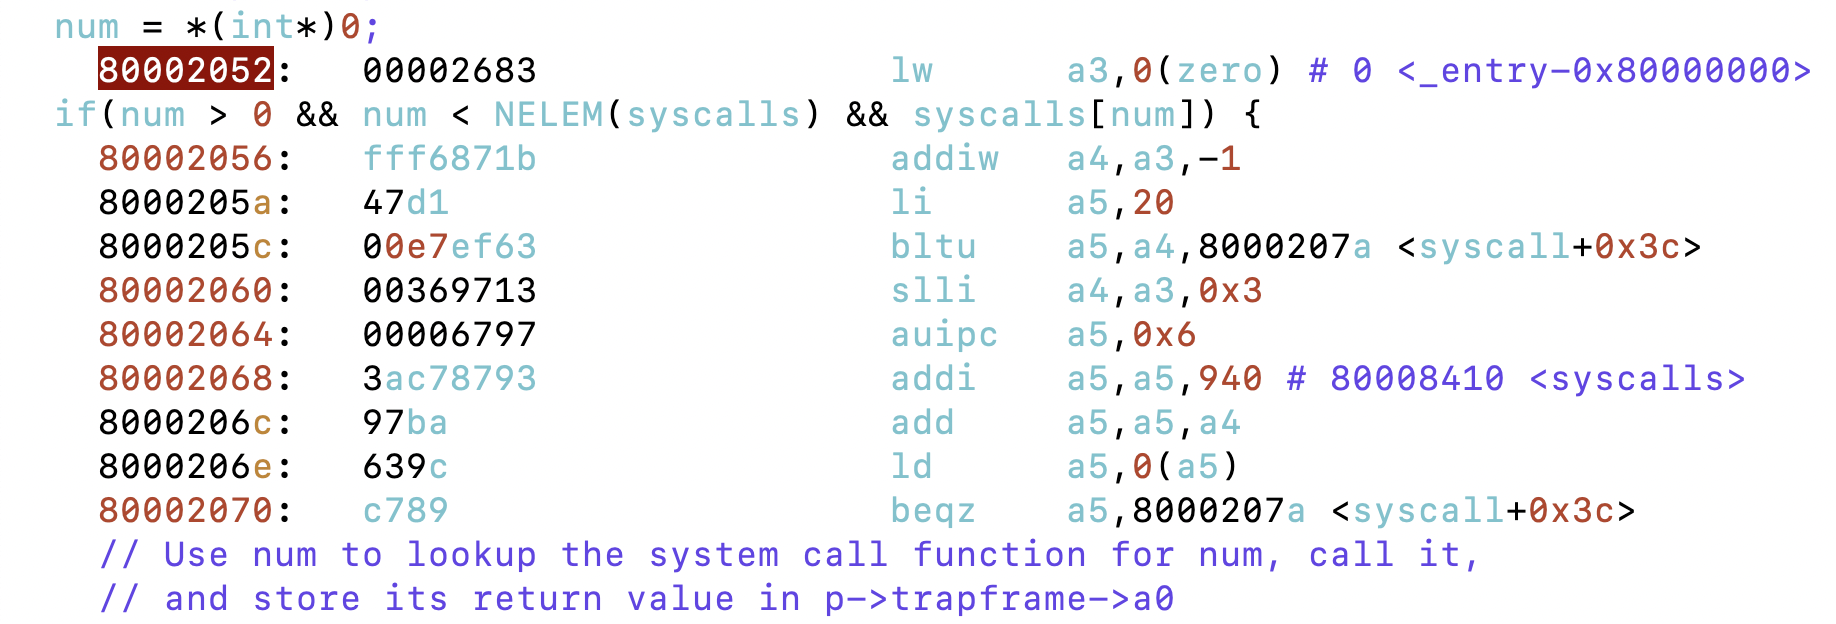 num = *(int*)0;
80002052: 00002683 lw a3,0(zero) # 0 <_entry-0x80000000>
if(num > 0 && num < NELEM(syscalls) && syscalls[num]) {
80002056: fff6871b addiw a4,a3,-1
8000205a: 47d1 li a5,20
8000205c: 00e7ef63 bltu a5,a4,8000207a <syscall+0x3c>
80002060: 00369713 slli a4,a3,0x3
80002064: 00006797 auipc a5,0x6
80002068: 3ac78793 addi a5,a5,940 # 80008410 <syscalls>
8000206c: 97ba add a5,a5,a4
8000206e: 639c ld a5,0(a5)
80002070: c789 beqz a5,8000207a <syscall+0x3c>
// Use num to lookup the system call function for num, call it,
// and store its return value in p->trapframe->a0